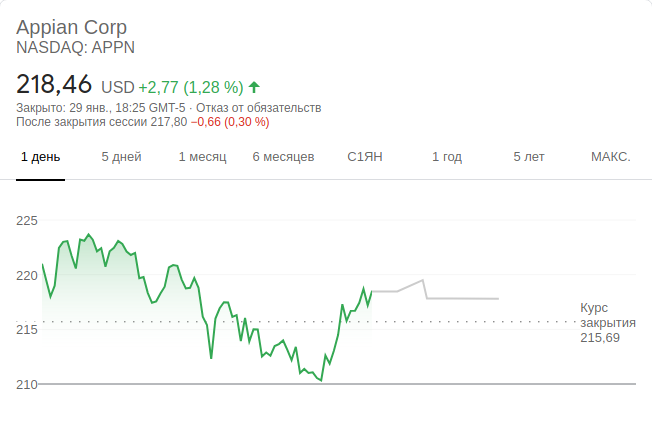 Appian Corp
NASDAQ: APPN
218,46 USD +2,77 (1,28 %)
Закрыто: 29 янв., 18:25 GMT-5 · Отказ от обязательств
После закрытия сессии 217,80 −0,66 (0,30 %)
1 день 5 дней 1 месяц 6 месяцев С1ЯН 1 год 5 лет МАКС.
225
220
215
210
Курс
закрытия
215,69